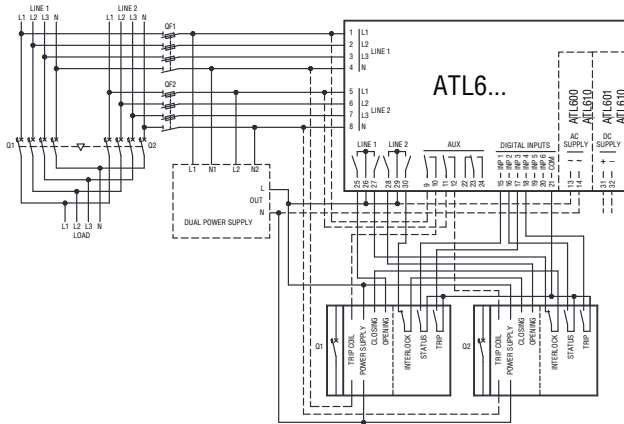 LINE 1 LINE 2
L1 L2 L3 N L1 L2 L3 N
QF1
1 L1
2 L2
3 L3
4 N
LINE 1
QF2
5 L1
6 L2
7 L3
8 N
LINE 2
ATL6...
ATL600
ATL610
ATL601
ATL610
AC SUPPLY
DC SUPPLY
~ ~
+ -
Q1 Q2
L1 L2 L3 N
LOAD
LINE 1 LINE 2 AUX DIGITAL INPUTS
INP 1 INP 2 INP 3 INP 4 INP 5 INP 6 COM
25 26 27 28 29 30 9 10 11 12 22 23 24 15 16 17 18 19 20 21 13 14 31 32
L1 N1 L2 N2
L
OUT
N
DUAL POWER SUPPLY
Q1
TRIP COIL
POWER SUPPLY
CLOSING
OPENING
INTERLOCK
STATUS
TRIP
Q2
TRIP COIL
POWER SUPPLY
CLOSING
OPENING
INTERLOCK
STATUS
TRIP